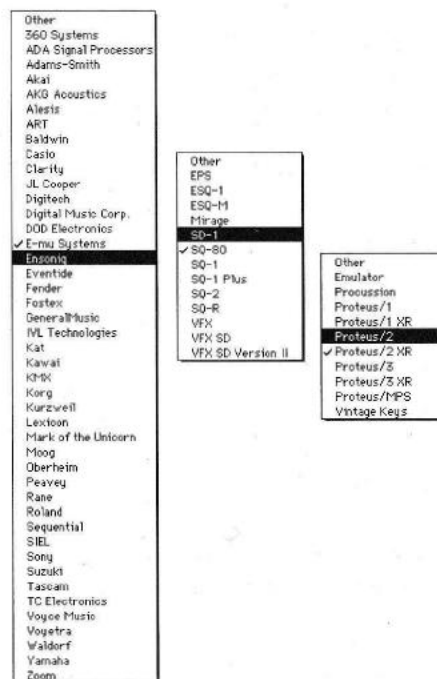 Other
360 Systems
ADA Signal Processors
Adams-Smith
Akai
AKG Acoustics
Alesis
ART
Baldwin
Casio
Clarity
JL Cooper
Digitech
Digital Music Corp.
DOD Electronics
✓ E-mu Systems
Ensoniq
Eventide
Fender
Fostex
GeneralMusic
IVL Technologies
Kat
Kawai
KMX
Korg
Kurzweil
Lexicon
Mark of the Unicorn
Moog
Oberheim
Peavey
Rane
Roland
Sequential
SIEL
Sony
Suzuki
Tascam
TC Electronics
Voyce Music
Voyetra
Waldorf
Yamaha
Zoom
Other
EPS
ESQ-1
ESQ-M
Mirage
SD-1
✓ SQ-80
SQ-1
SQ-1 Plus
SQ-2
SQ-R
VFX
VFX SD
VFX SD Version II
Other
Emulator
Procussion
Proteus/1
Proteus/1 XR
Proteus/2
✓ Proteus/2 XR
Proteus/3
Proteus/3 XR
Proteus/MPS
Vintage Keys